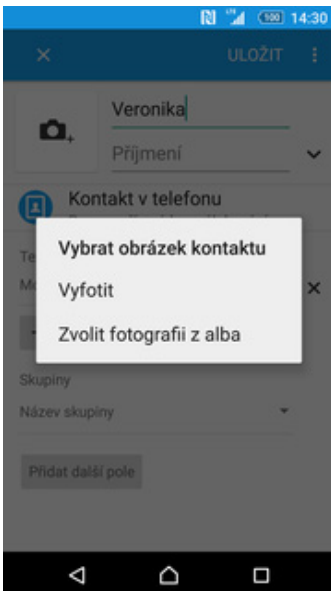 100 14:30
ULOŽIT
Veronika
Příjmení
Kontakt v telefonu
Vybrat obrázek kontaktu
Vyfotit
Zvolit fotografii z alba
Skupiny
Název skupiny
Přidat další pole